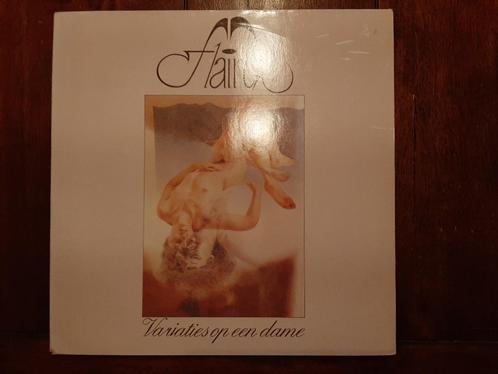 flairck
Variaties op een dame